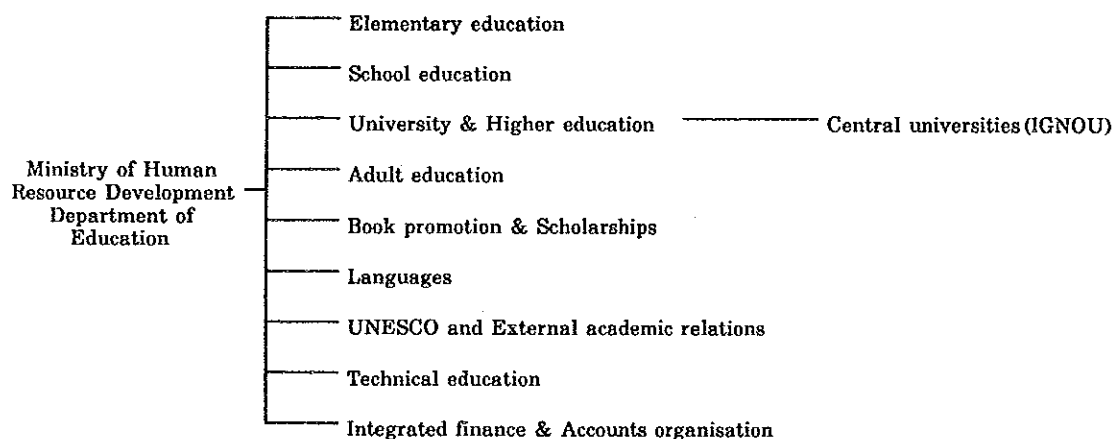 Elementary education
School education
University & Higher education
Central universities (IGNOU)
Ministry of Human
Resource Development
Department of
Education
Adult education
Book promotion & Scholarships
Languages
UNESCO and External academic relations
Technical education
Integrated finance & Accounts organisation